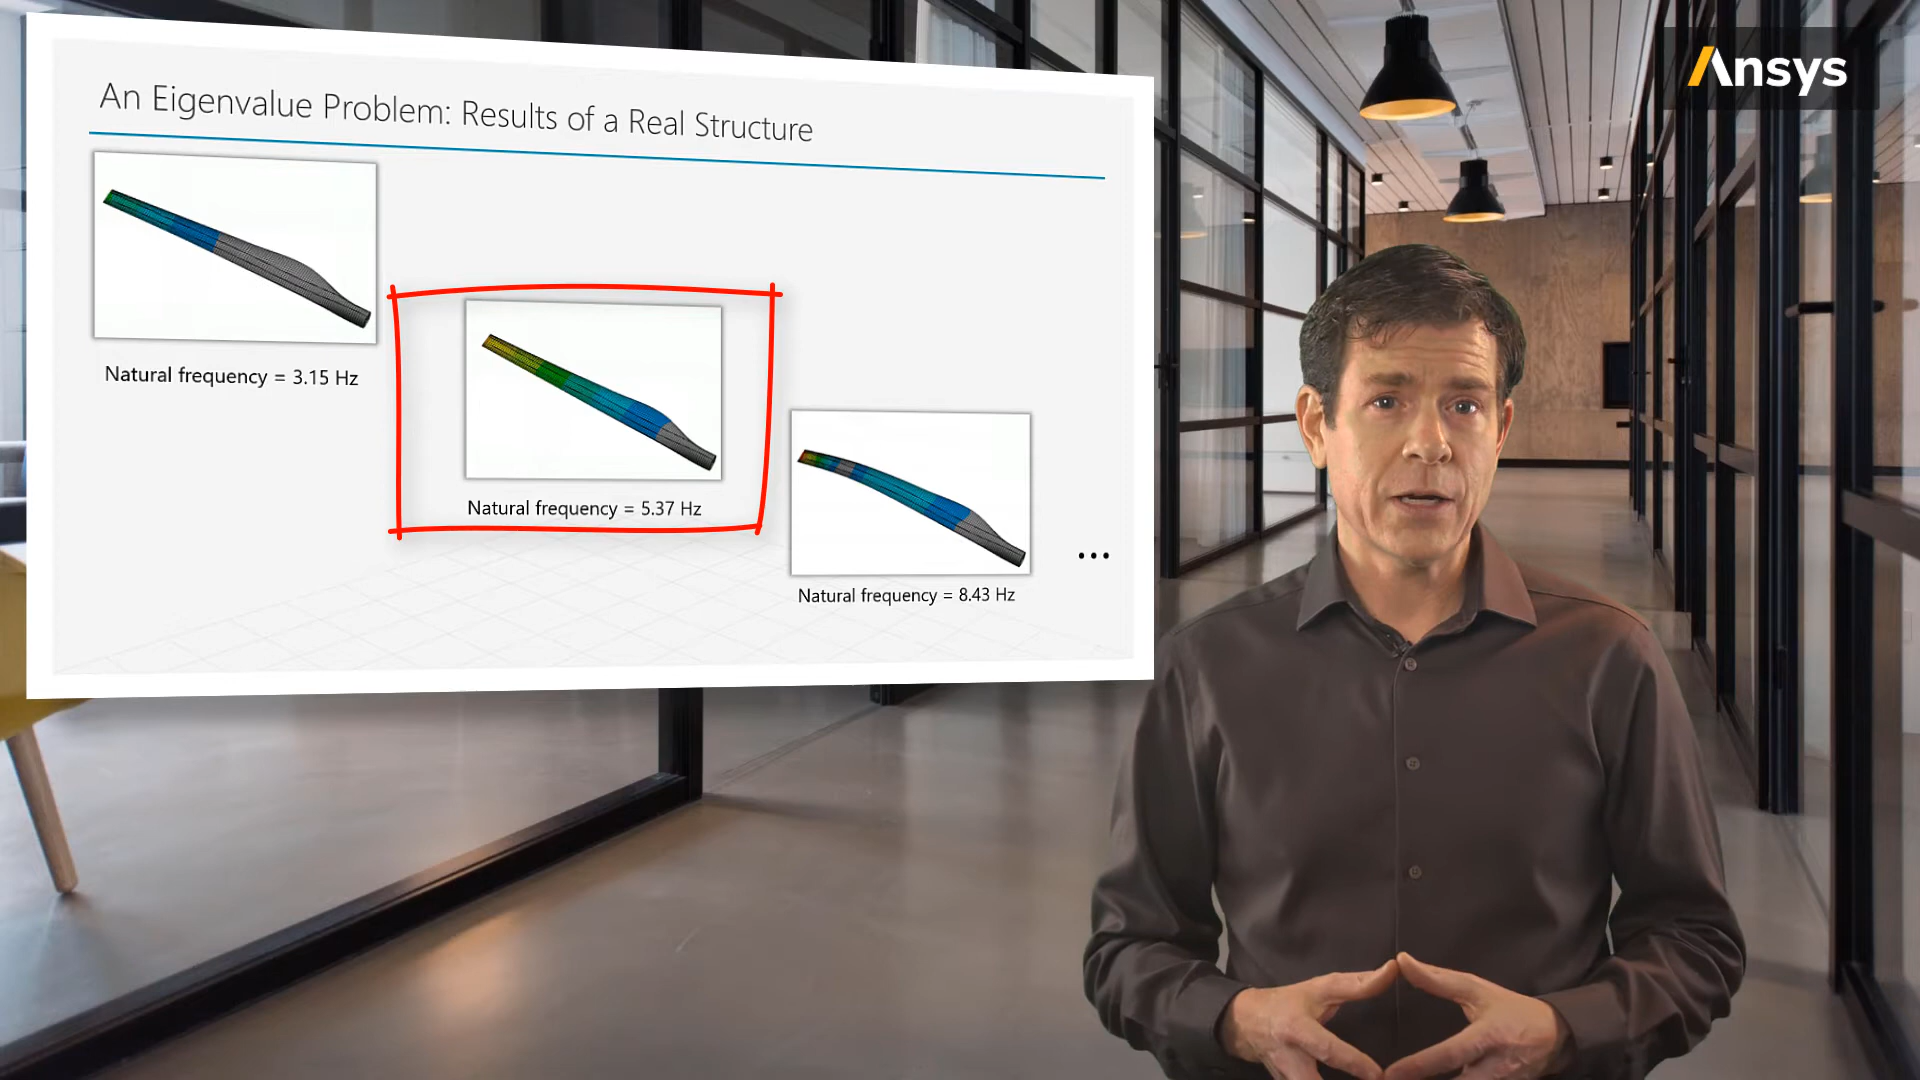 Ansys
An Eigenvalue Problem: Results of a Real Structure
Natural frequency = 3.15 Hz
Natural frequency = 5.37 Hz
Natural frequency = 8.43 Hz
...